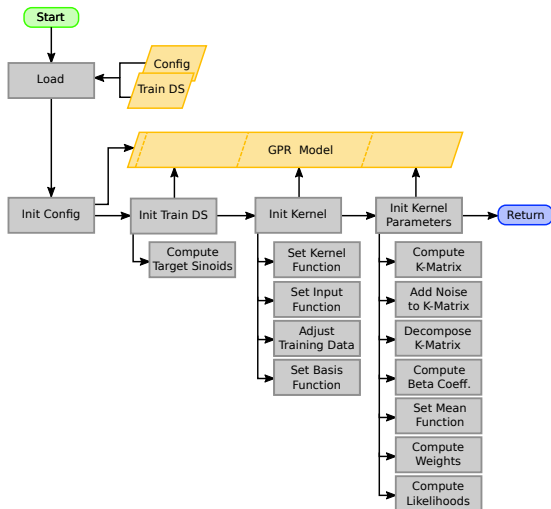 Start
Load
Config
Train DS
GPR Model
Init Config
Init Train DS
Init Kernel
Init Kernel
Parameters
Return
Compute
Target Sinoids
Set Kernel
Function
Set Input
Function
Adjust
Training Data
Set Basis
Function
Compute
K-Matrix
Add Noise
to K-Matrix
Decompose
K-Matrix
Compute
Beta Coeff.
Set Mean
Function
Compute
Weights
Compute
Likelihoods